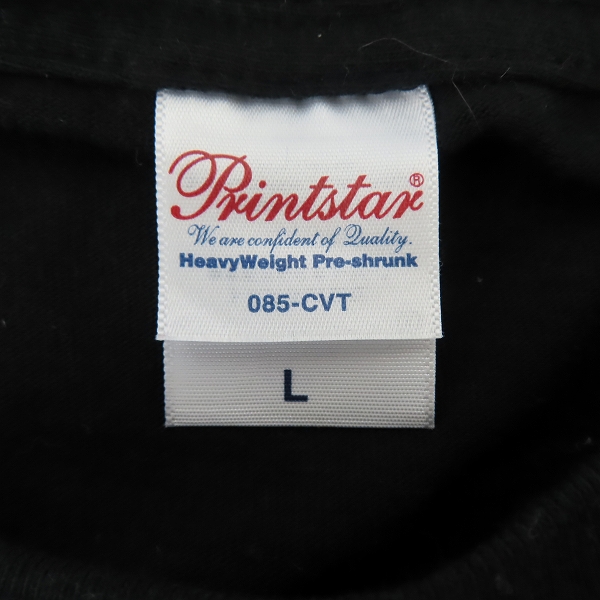 Printstar®
We are confident of Quality.
HeavyWeight Pre-shrunk
085-CVT
L